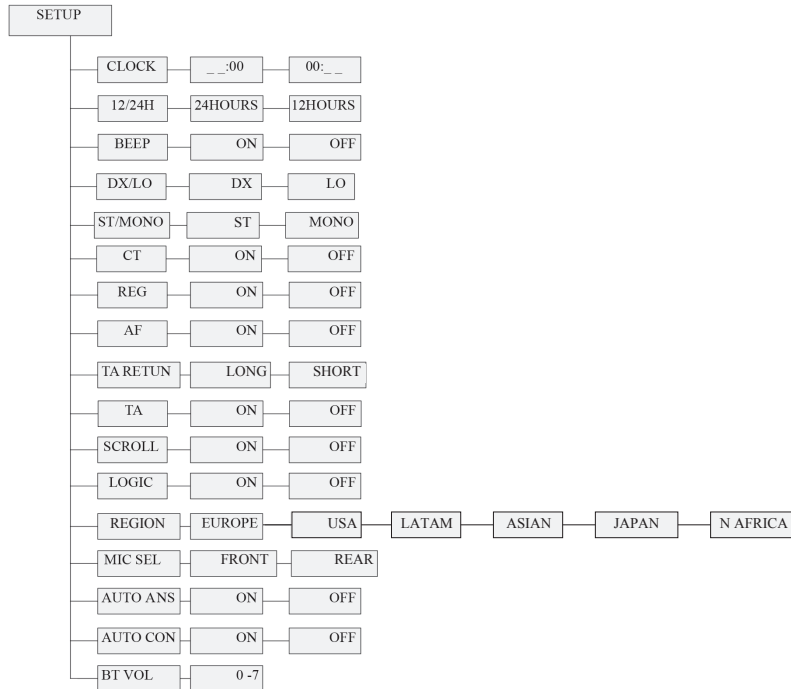 SETUP
CLOCK _ _:00 00:_ _
12/24H 24HOURS 12HOURS
BEEP ON OFF
DX/LO DX LO
ST/MONO ST MONO
CT ON OFF
REG ON OFF
AF ON OFF
TA RETUN LONG SHORT
TA ON OFF
SCROLL ON OFF
LOGIC ON OFF
REGION EUROPE USA LATAM ASIAN JAPAN N AFRICA
MIC SEL FRONT REAR
AUTO ANS ON OFF
AUTO CON ON OFF
BT VOL 0 -7